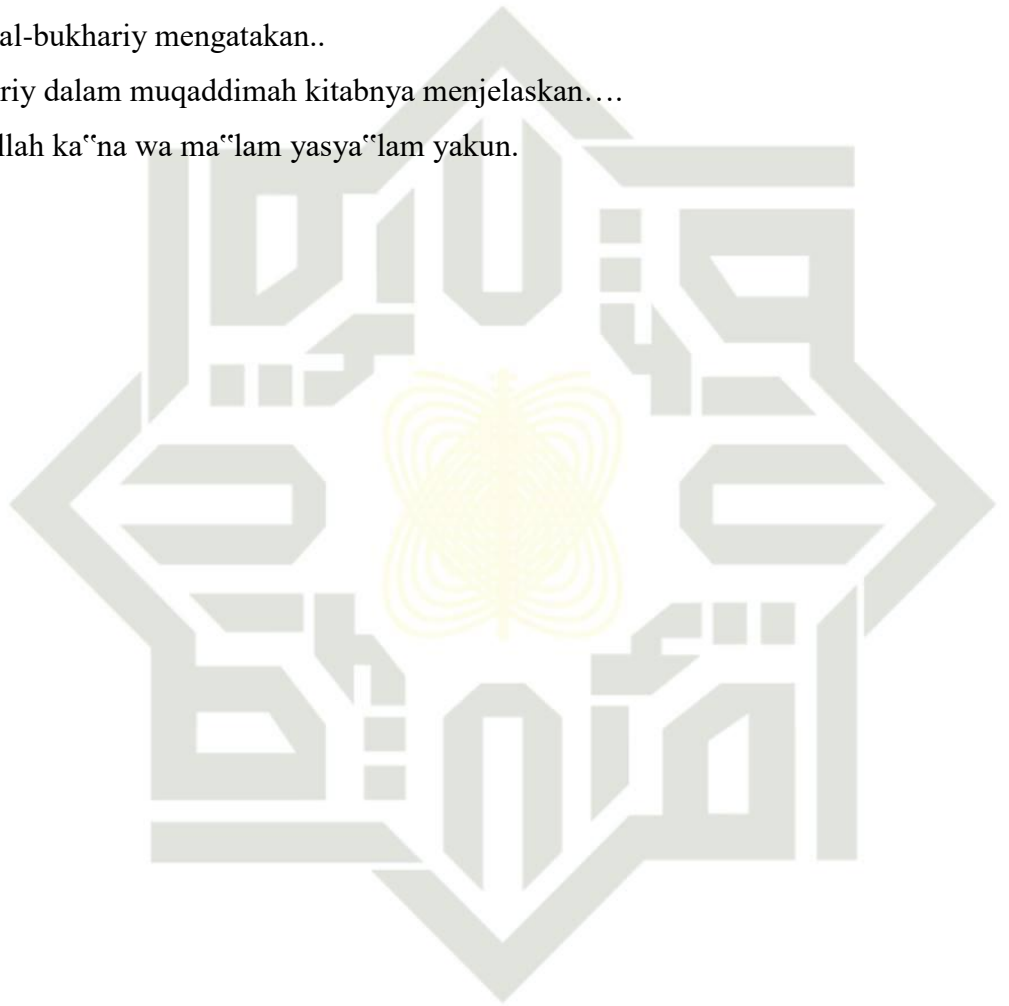 al-bukhariy mengatakan..
riy dalam muqaddimah kitabnya menjelaskan….
llah ka‟na wa ma‟lam yasya‟lam yakun.